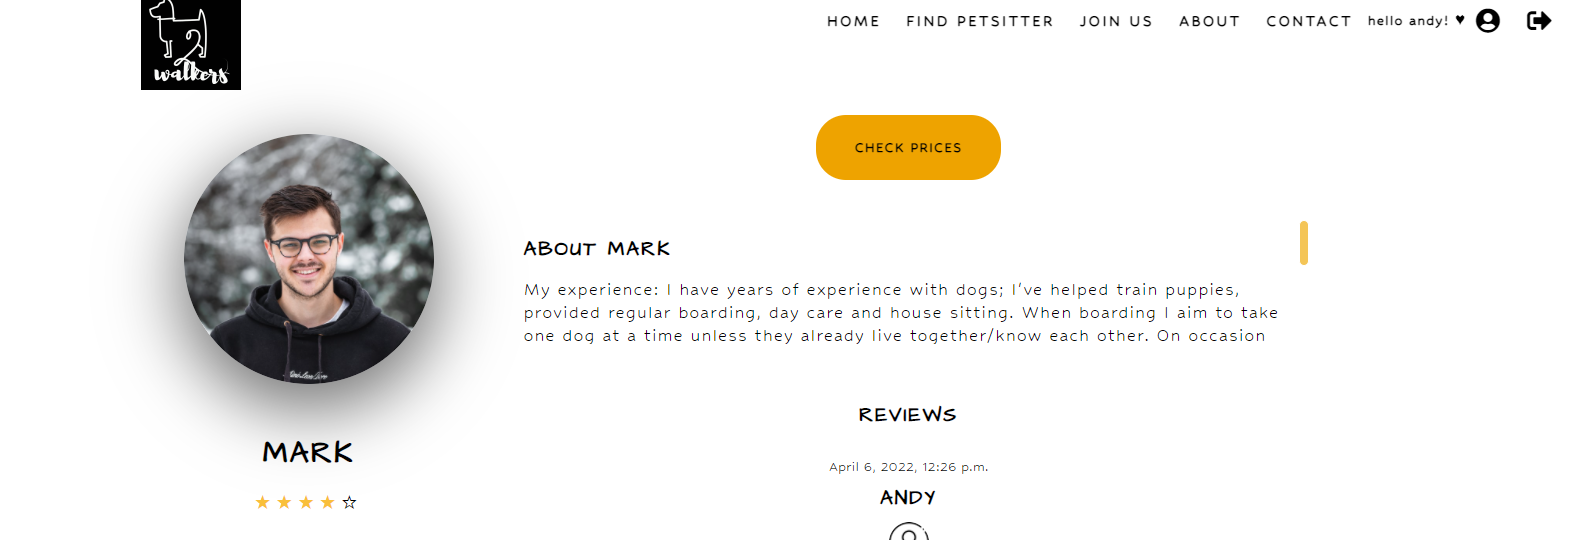 walkers
HOME FIND PETSITTER JOIN US ABOUT CONTACT hello andy! ♥
CHECK PRICES
ABOUT MARK
My experience: I have years of experience with dogs; I've helped train puppies,
provided regular boarding, day care and house sitting. When boarding I aim to take
one dog at a time unless they already live together/know each other. On occasion
MARK
★ ★ ★ ★ ☆
REVIEWS
April 6, 2022, 12:26 p.m.
ANDY